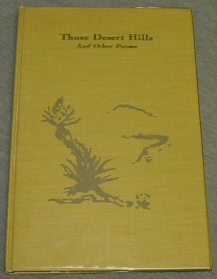 Those Desert Hills
And Other Poems